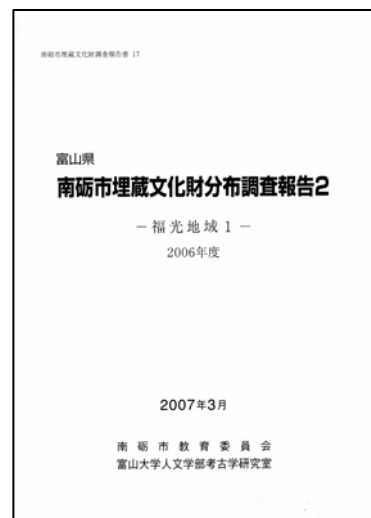 南砺市埋蔵文化財調査報告書 17
富山県
南砺市埋蔵文化財分布調査報告2
－福光地域 1－
2006年度
2007年3月
南砺市教育委員会
富山大学人文学部考古学研究室